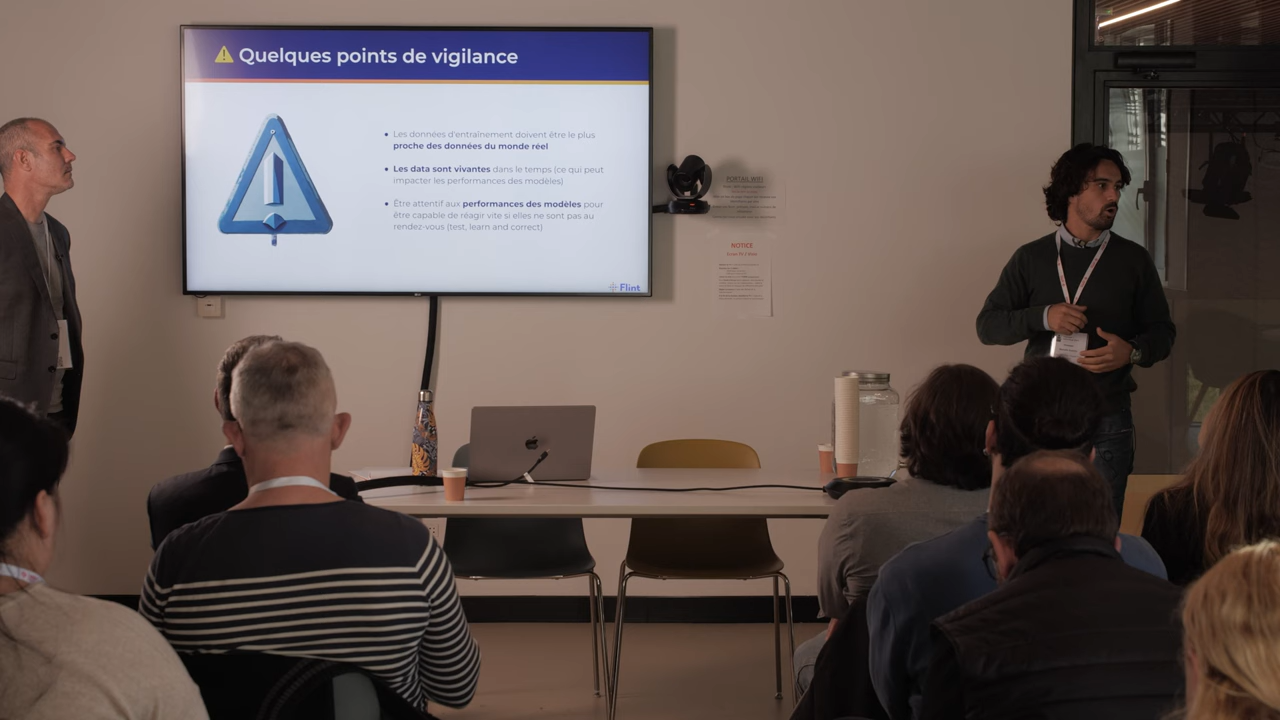 Quelques points de vigilance
Les données d'entraînement doivent être le plus
proche des données du monde réel
Les data sont vivantes dans le temps (ce qui peut
impacter les performances des modèles)
Être attentif aux performances des modèles pour
être capable de réagir vite si elles ne sont pas au
rendez-vous (test, learn and correct)
Flint
PORTAIL WIFI
NOTICE